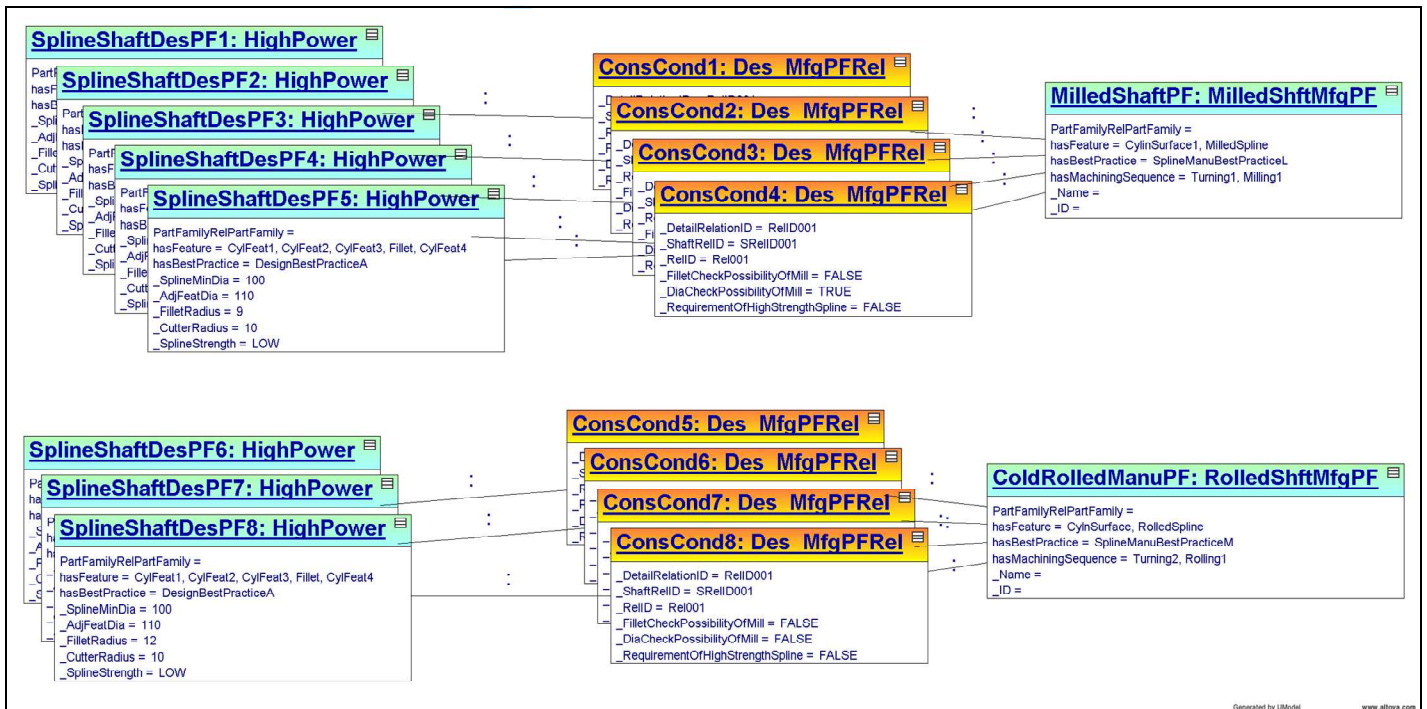 SplineShaftDesPF1: HighPower
SplineShaftDesPF2: HighPower
SplineShaftDesPF3: HighPower
SplineShaftDesPF4: HighPower
SplineShaftDesPF5: HighPower
PartFamilyRelPartFamily =
hasFeature = CylFeat1, CylFeat2, CylFeat3, Fillet, CylFeat4
hasBestPractice = DesignBestPracticeA
_SplineMinDia = 100
_AdjFeatDia = 110
_FilletRadius = 9
_CutterRadius = 10
_SplineStrength = LOW
ConsCond1: Des_MfgPFRel
ConsCond2: Des_MfgPFRel
ConsCond3: Des_MfgPFRel
ConsCond4: Des_MfgPFRel
_DetailRelationID = RelID001
_ShaftRelID = SRelID001
_RelID = Rel001
_FilletCheckPossibilityOfMill = FALSE
_DiaCheckPossibilityOfMill = TRUE
_RequirementOfHighStrengthSpline = FALSE
MilledShaftPF: MilledShftMfgPF
PartFamilyRelPartFamily =
hasFeature = CylinSurface1, MilledSpline
hasBestPractice = SplineManuBestPracticeL
hasMachiningSequence = Turning1, Milling1
_Name =
_ID =
SplineShaftDesPF6: HighPower
SplineShaftDesPF7: HighPower
SplineShaftDesPF8: HighPower
PartFamilyRelPartFamily =
hasFeature = CylFeat1, CylFeat2, CylFeat3, Fillet, CylFeat4
hasBestPractice = DesignBestPracticeA
_SplineMinDia = 100
_AdjFeatDia = 110
_FilletRadius = 12
_CutterRadius = 10
_SplineStrength = LOW
ConsCond5: Des_MfgPFRel
ConsCond6: Des_MfgPFRel
ConsCond7: Des_MfgPFRel
ConsCond8: Des_MfgPFRel
_DetailRelationID = RelID001
_ShaftRelID = SRelID001
_RelID = Rel001
_FilletCheckPossibilityOfMill = FALSE
_DiaCheckPossibilityOfMill = FALSE
_RequirementOfHighStrengthSpline = FALSE
ColdRolledManuPF: RolledShftMfgPF
PartFamilyRelPartFamily =
hasFeature = CylnSurface, RolledSpline
hasBestPractice = SplineManuBestPracticeM
hasMachiningSequence = Turning2, Rolling1
_Name =
_ID =
Generated by UModel www.altova.com